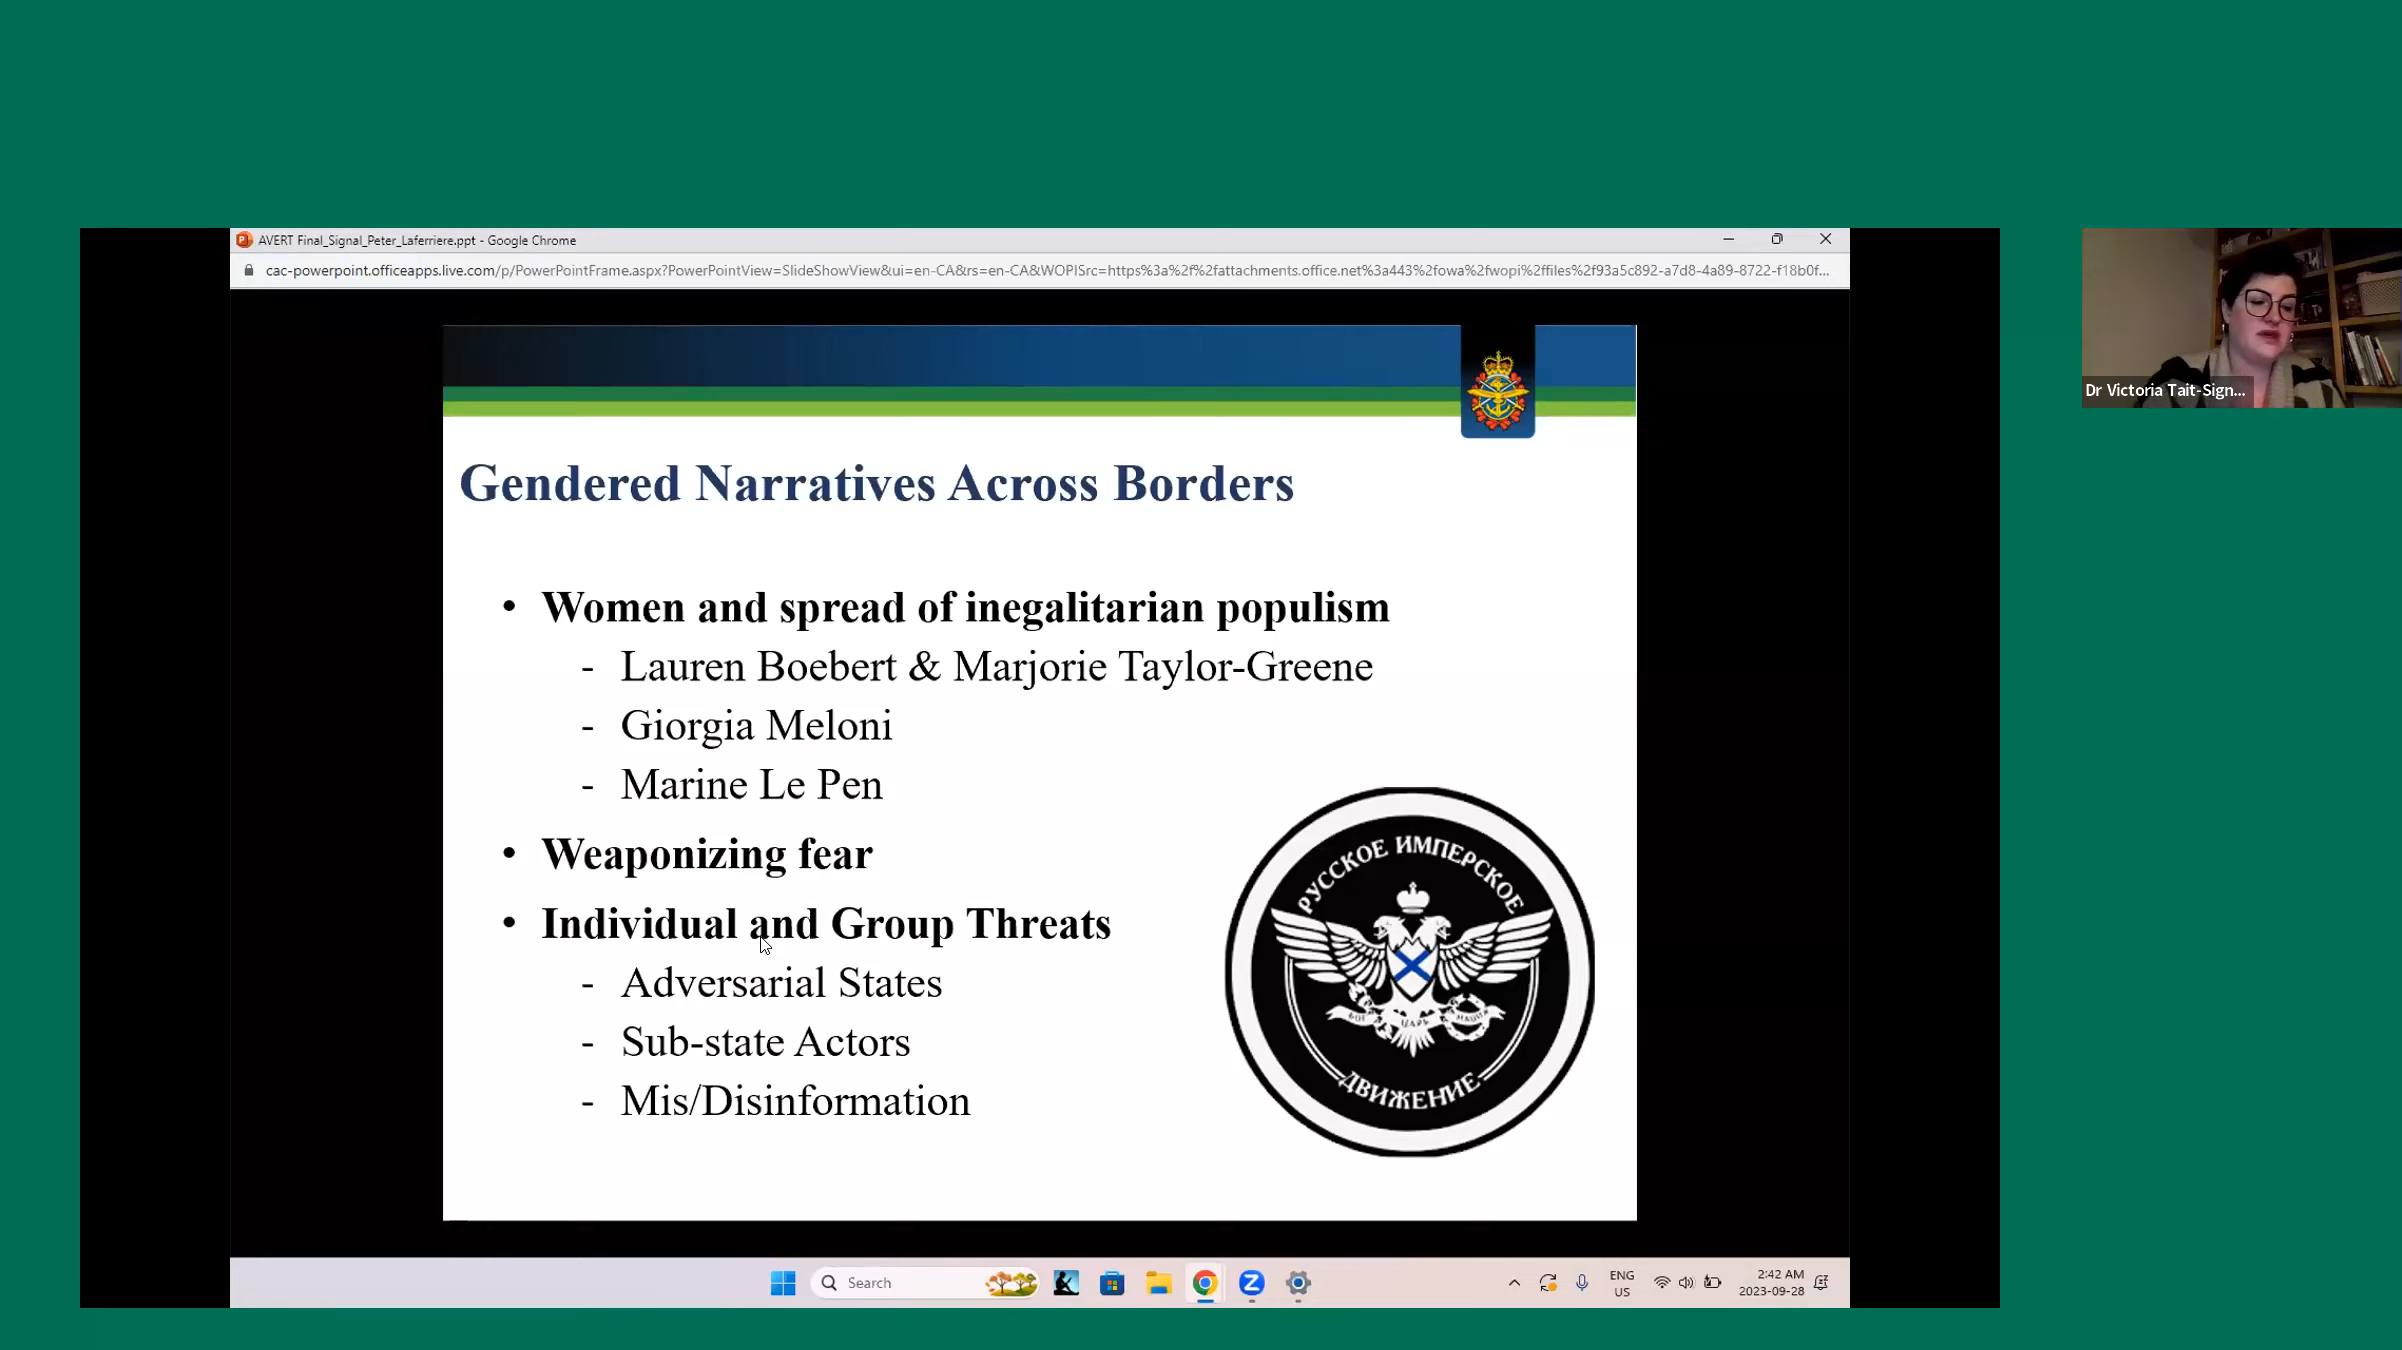 AVERT Final_Signal_Peter_Laferriere.ppt - Google Chrome
cac-powerpoint.officeapps.live.com/p/PowerPointFrame.aspx?PowerPointView=SlideShowView&ui=en-CA&rs=en-CA&WOPISrc=https%3a%2f%2fattachments.office.net%3a443%2fowa%2fwopi%2ffiles%2f93a5c892-a7d8-4a89-8722-f18b0f...
Dr Victoria Tait-Sign...
Gendered Narratives Across Borders
• Women and spread of inegalitarian populism
- Lauren Boebert & Marjorie Taylor-Greene
- Giorgia Meloni
- Marine Le Pen
• Weaponizing fear
• Individual and Group Threats
- Adversarial States
- Sub-state Actors
- Mis/Disinformation
РУССКОЕ ИМПЕРСКОЕ
БОГ ЦАРЬ НАЦИЯ
ДВИЖЕНИЕ
Search
ENG
US
2:42 AM
2023-09-28